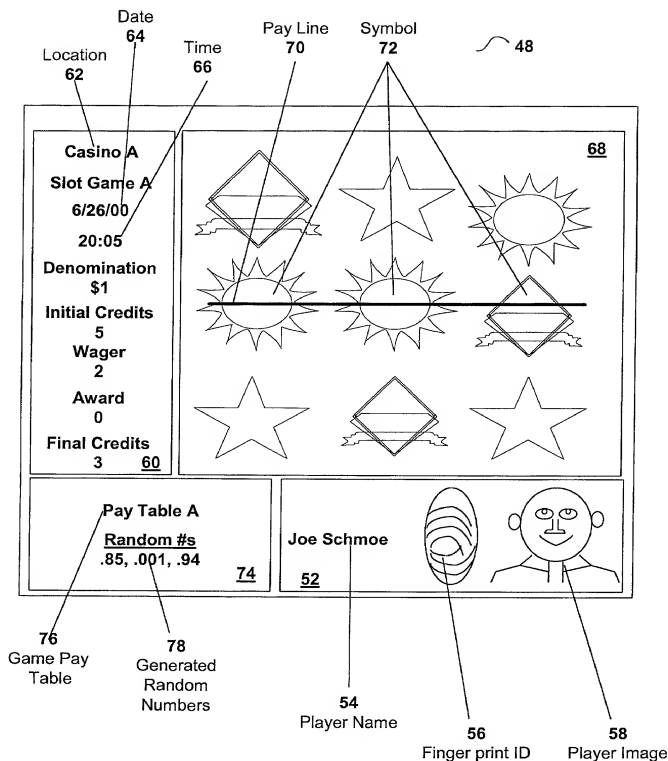 Date
64
Pay Line
70
Symbol
72
48
Location
62
Time
66
Casino A
Slot Game A
6/26/00
20:05
Denomination
$1
Initial Credits
5
Wager
2
Award
0
Final Credits
3
60
68
Pay Table A
Random #s
.85, .001, .94
74
Joe Schmoe
52
76
Game Pay
Table
78
Generated
Random
Numbers
54
Player Name
56
Finger print ID
58
Player Image